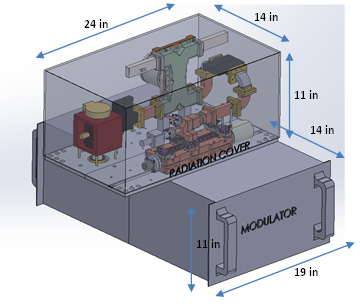 24 in
14 in
11 in
14 in
RADIATION COVER
MODULATOR
11 in
19 in